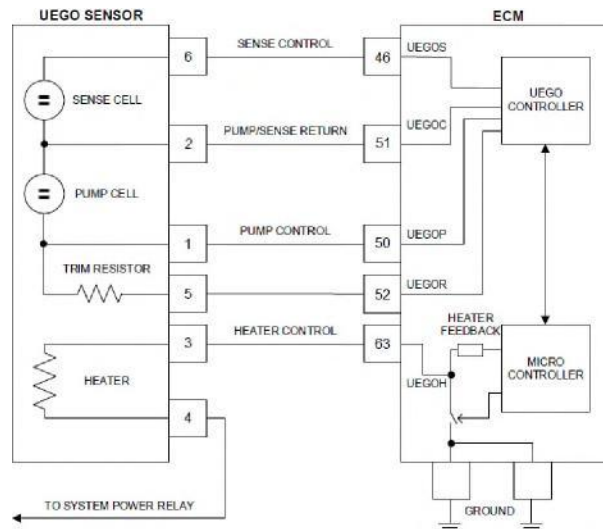 UEGO SENSOR
ECM
6
SENSE CONTROL
46
UEGOS
SENSE CELL
UEGO
CONTROLLER
2
PUMP/SENSE RETURN
51
UEGOC
PUMP CELL
1
PUMP CONTROL
50
UEGOP
TRIM RESISTOR
5
52
UEGOR
3
HEATER CONTROL
63
HEATER
FEEDBACK
UEGOH
MICRO
CONTROLLER
HEATER
4
TO SYSTEM POWER RELAY
GROUND